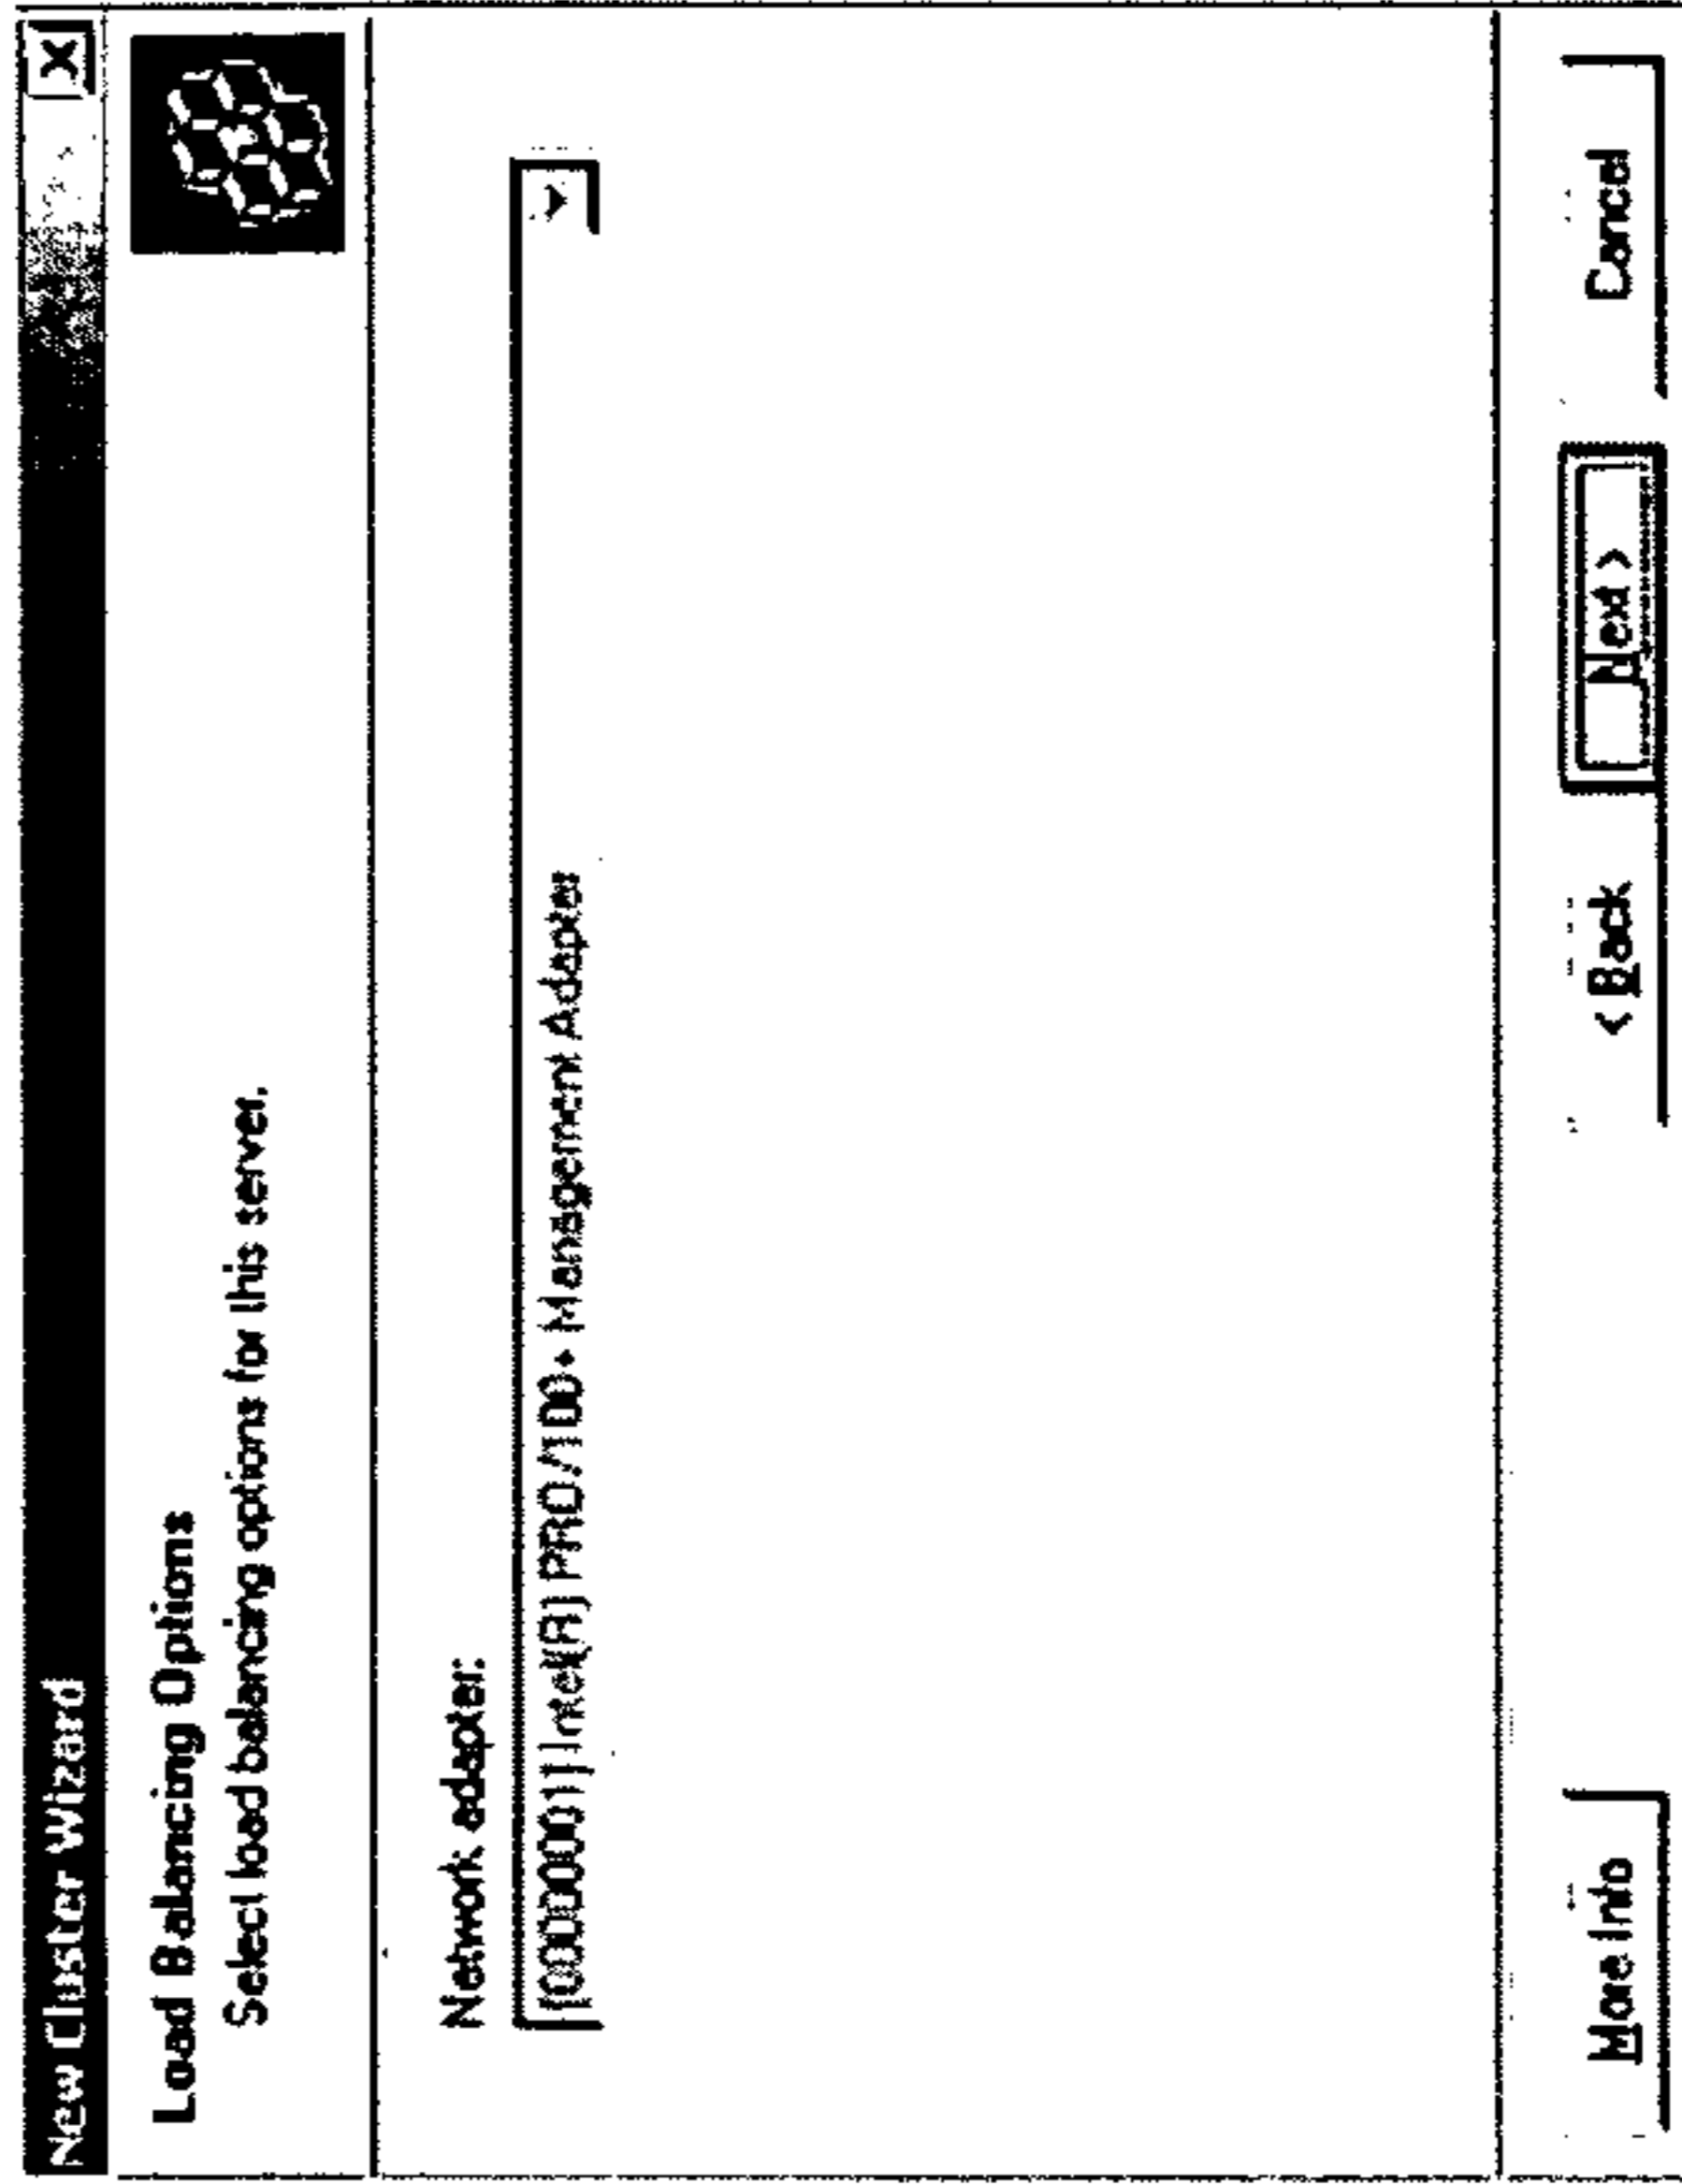 New Cluster Wizard
X
Load Balancing Options
Select load balancing options for this server.
Network adapter:
[00000001] Intel(R) PRO/100+ Management Adapter
More Info
< Back
Next >
Cancel